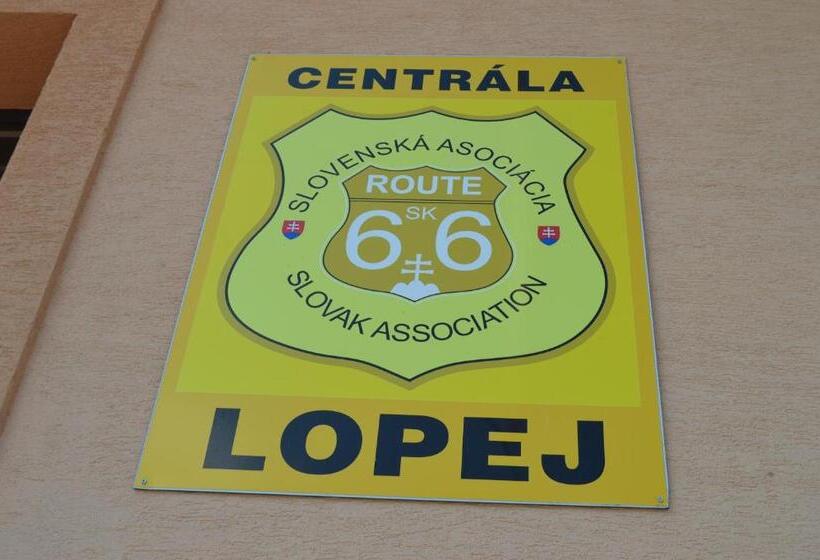 CENTRÁLA
SLOVENSKÁ ASOCIÁCIA
ROUTE
SK
6 6
SLOVAK ASSOCIATION
LOPEJ